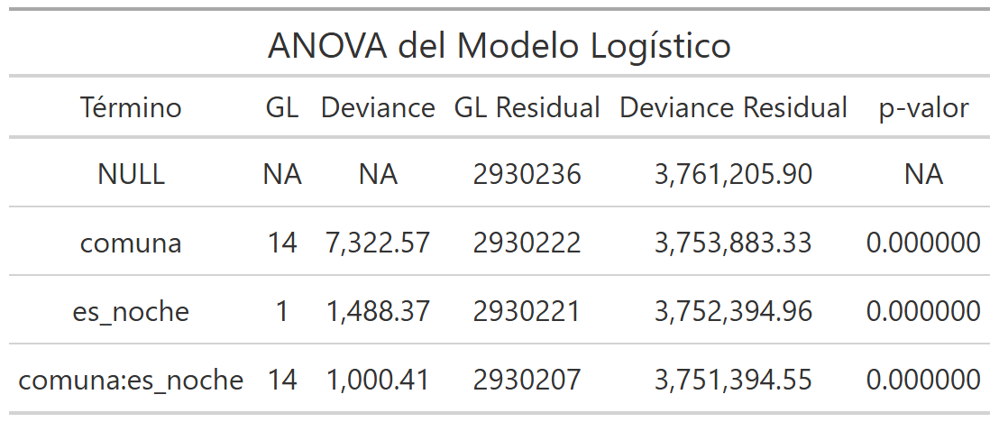 ANOVA del Modelo Logístico
Término GL Deviance GL Residual Deviance Residual p-valor
NULL NA NA 2930236 3,761,205.90 NA
comuna 14 7,322.57 2930222 3,753,883.33 0.000000
es_noche 1 1,488.37 2930221 3,752,394.96 0.000000
comuna:es_noche 14 1,000.41 2930207 3,751,394.55 0.000000